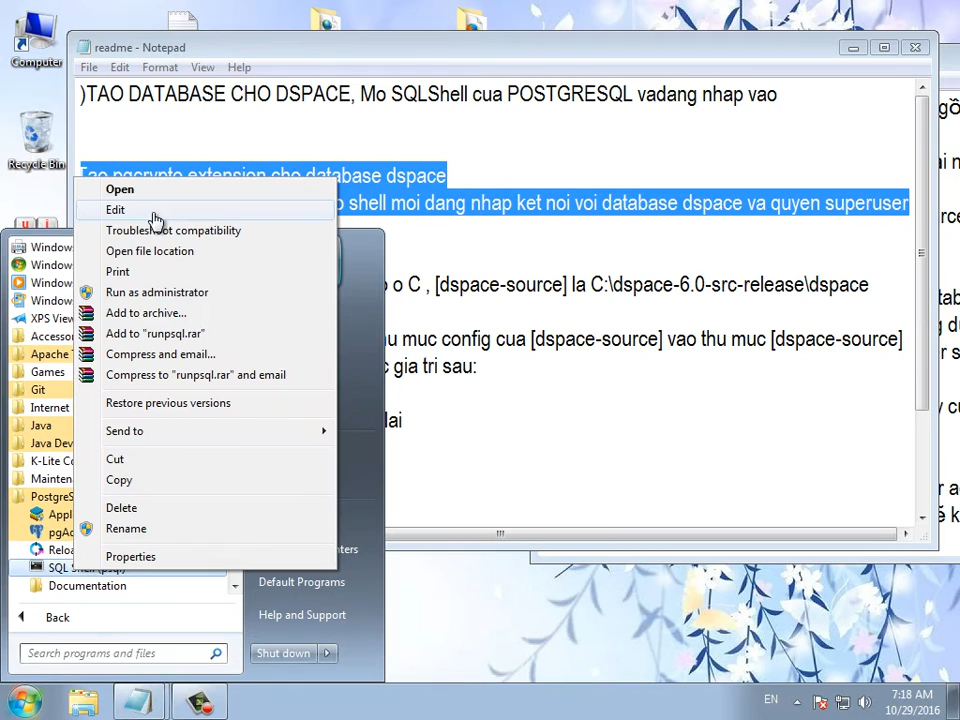 Computer
Recycle Bin
readme - Notepad
File Edit Format View Help
)TAO DATABASE CHO DSPACE, Mo SQLShell cua POSTGRESQL vadang nhap vao
Tao pgcrypto extension cho database dspace
o shell moi dang nhap ket noi voi database dspace va quyen superuser
o o C , [dspace-source] la C:\dspace-6.0-src-release\dspace
u muc config cua [dspace-source] vao thu muc [dspace-source]
c gia tri sau:
lai
Open
Edit
Troubleshoot compatibility
Open file location
Print
Run as administrator
Add to archive...
Add to "runpsql.rar"
Compress and email...
Compress to "runpsql.rar" and email
Restore previous versions
Send to
Cut
Copy
Delete
Rename
Properties
Window
Window
Window
Window
XPS View
Accessor
Apache T
Games
Git
Internet
Java
Java Dev
K-Lite Co
Mainten
PostgreS
Appl
pgAd
Reloa
SQL Shell (psql)
Documentation
Back
Search programs and files
nters
Default Programs
Help and Support
Shut down
EN
7:18 AM
10/29/2016